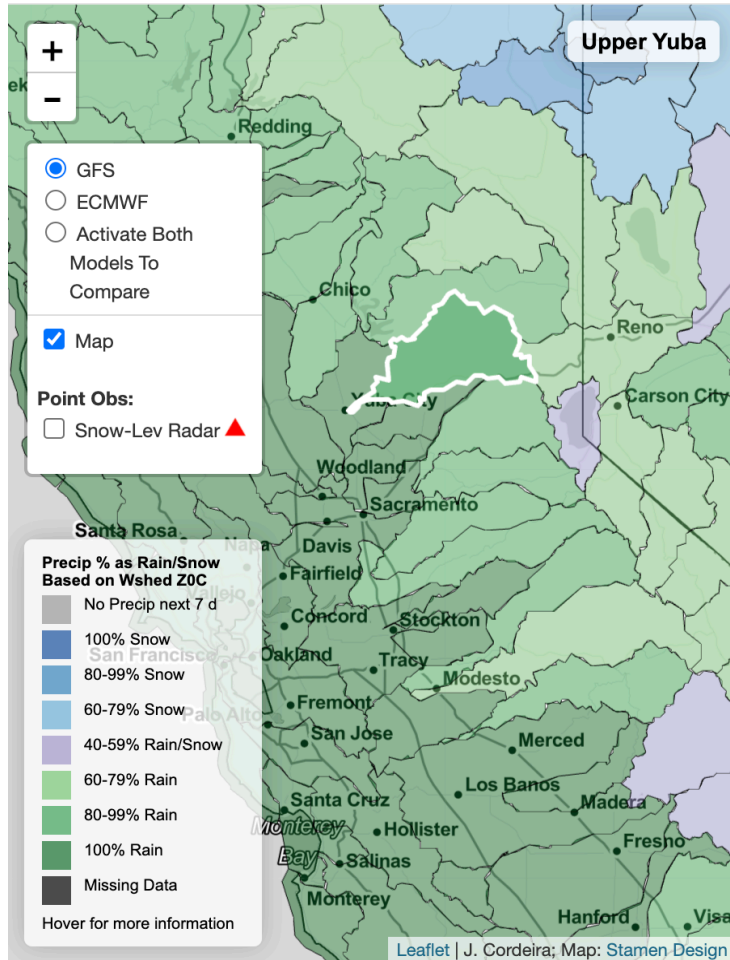 +
Upper Yuba
ek
−
Redding
GFS
ECMWF
Activate Both
Models To
Compare
Chico
Map
Reno
Point Obs:
Carson City
Yuba City
Snow-Lev Radar
Woodland
Sacramento
Santa Rosa
Napa
Davis
Precip % as Rain/Snow
Based on Wshed Z0C
Fairfield
No Precip next 7 d
Vallejo
Concord
Stockton
100% Snow
San Francisco
Oakland
Tracy
80-99% Snow
Modesto
60-79% Snow
Palo Alto
Fremont
San Jose
Merced
40-59% Rain/Snow
60-79% Rain
Los Banos
Santa Cruz
Madera
80-99% Rain
Monterey
Bay
Hollister
Fresno
100% Rain
Salinas
Missing Data
Monterey
Hanford
Visa
Hover for more information
Leaflet | J. Cordeira; Map: Stamen Design